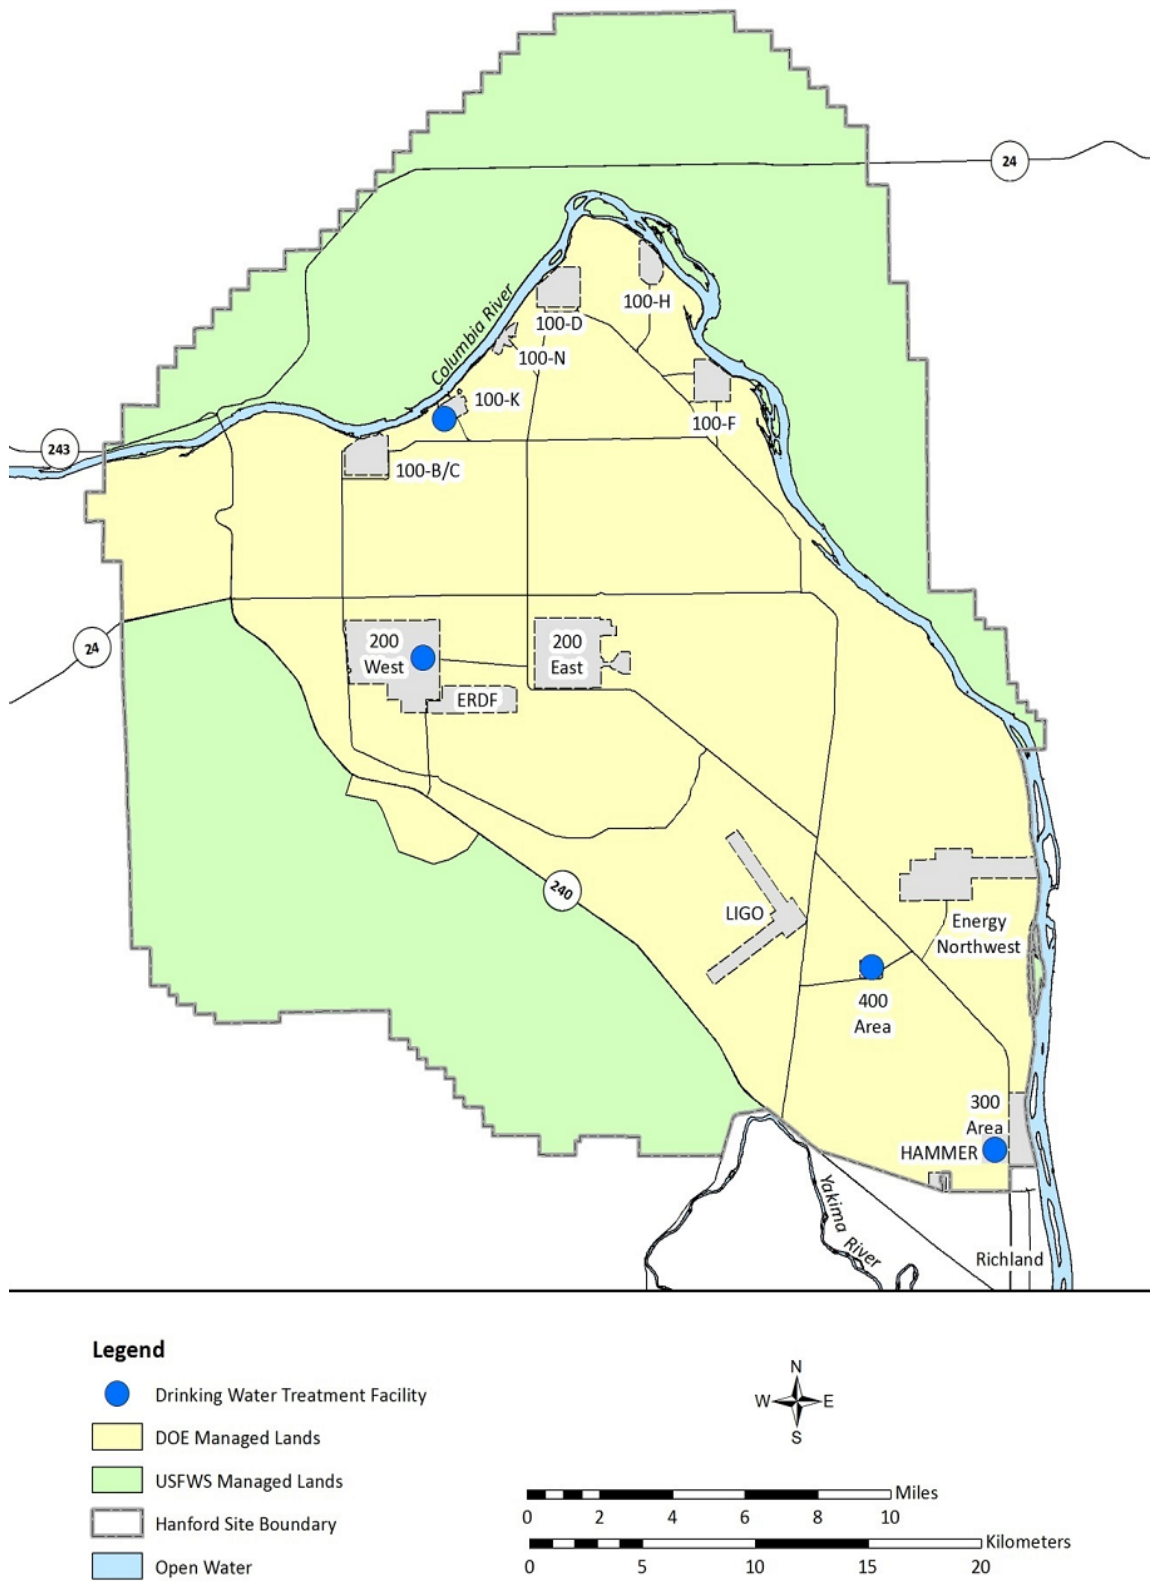 24
100-H
Columbia River
100-D
100-N
100-K
100-F
243
100-B/C
24
200
West
200
East
ERDF
240
LIGO
Energy
Northwest
400
Area
300
Area
HAMMER
Yakima River
Richland
Legend
Drinking Water Treatment Facility
DOE Managed Lands
USFWS Managed Lands
Hanford Site Boundary
Open Water
N
W E
S
Miles
0 2 4 6 8 10
Kilometers
0 5 10 15 20